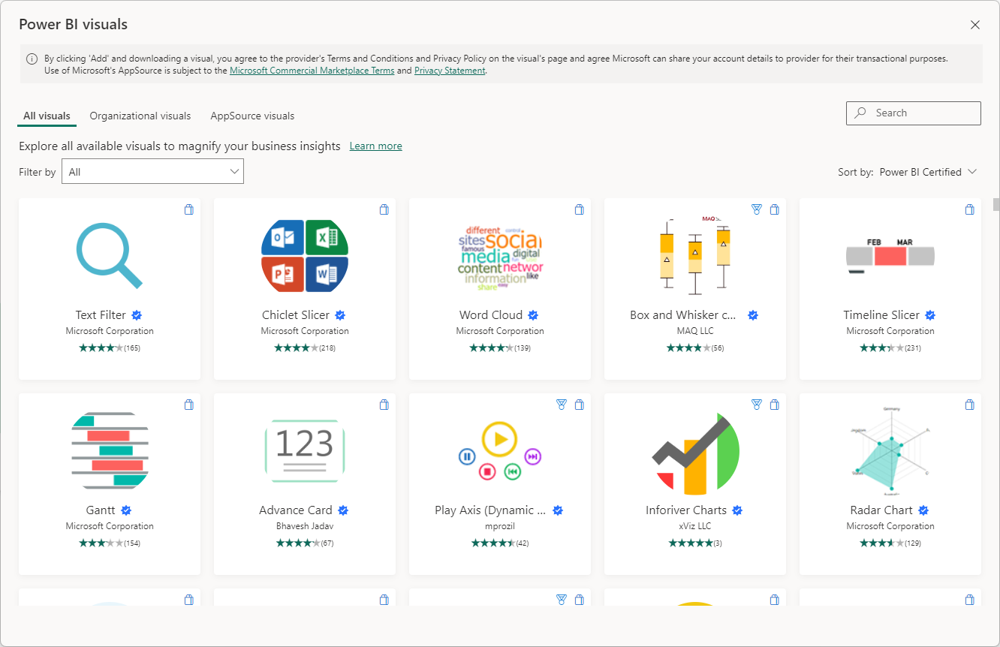 Power BI visuals
By clicking 'Add' and downloading a visual, you agree to the provider's Terms and Conditions and Privacy Policy on the visual's page and agree Microsoft can share your account details to provider for their transactional purposes.
Use of Microsoft's AppSource is subject to the Microsoft Commercial Marketplace Terms and Privacy Statement.
All visuals Organizational visuals AppSource visuals Search
Explore all available visuals to magnify your business insights Learn more
Filter by All Sort by: Power BI Certified
O X P W
different control
sites social
famous
media digital
fun
content networ
information like
share easy
MAQ
FEB MAR
Text Filter Chiclet Slicer Word Cloud Box and Whisker c... Timeline Slicer
Microsoft Corporation Microsoft Corporation Microsoft Corporation MAQ LLC Microsoft Corporation
(165) (218) (139) (56) (231)
123
Germany
Gantt Advance Card Play Axis (Dynamic ... Inforiver Charts Radar Chart
Microsoft Corporation Bhavesh Jadav mprozil xViz LLC Microsoft Corporation
(154) (67) (42) (3) (129)